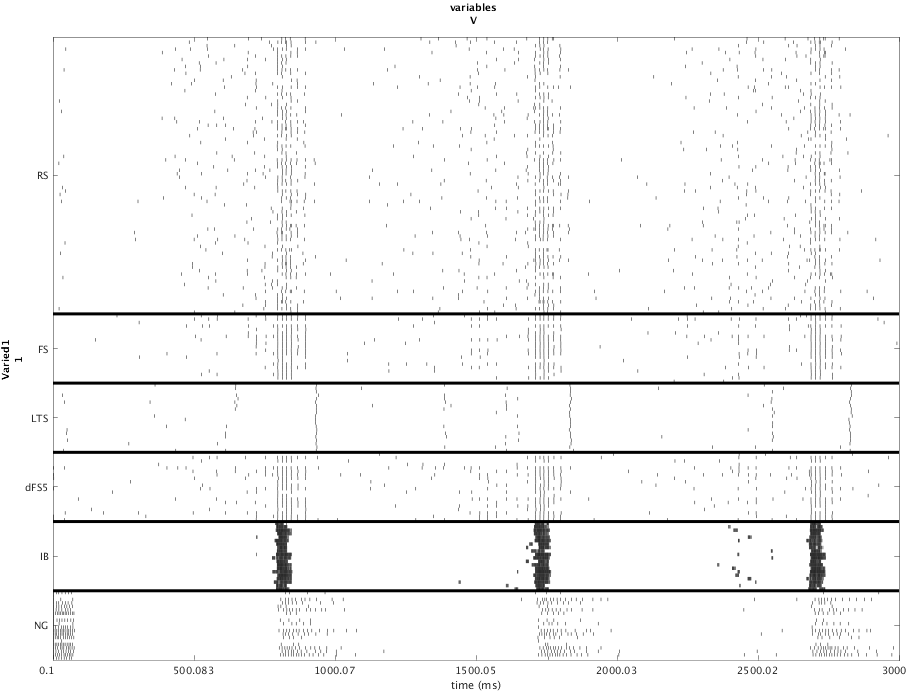 variables
V
RS
FS
Varied1
1
LTS
dFS5
IB
NG
0.1 500.083 1000.07 1500.05 2000.03 2500.02 3000
time (ms)